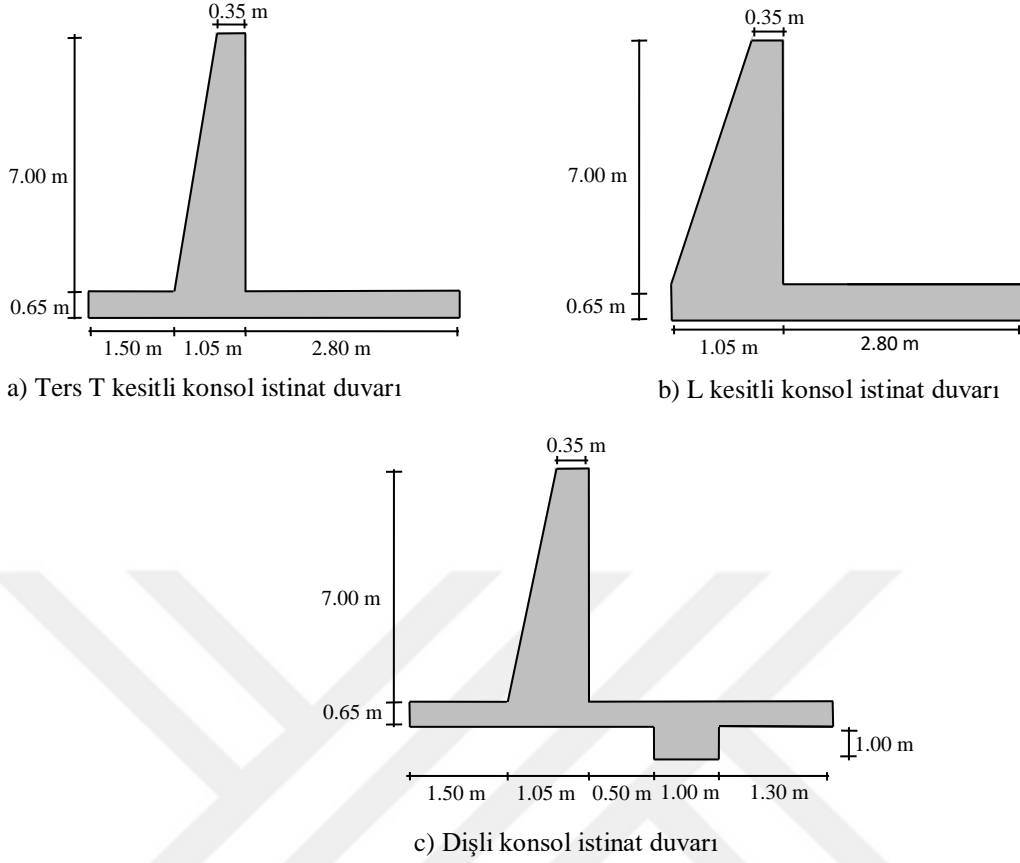 0.35 m
7.00 m
0.65 m
1.50 m
1.05 m
2.80 m
a) Ters T kesitli konsol istinat duvarı
0.35 m
7.00 m
0.65 m
1.05 m
2.80 m
b) L kesitli konsol istinat duvarı
0.35 m
7.00 m
0.65 m
1.00 m
1.50 m
1.05 m
0.50 m
1.00 m
1.30 m
c) Dişli konsol istinat duvarı